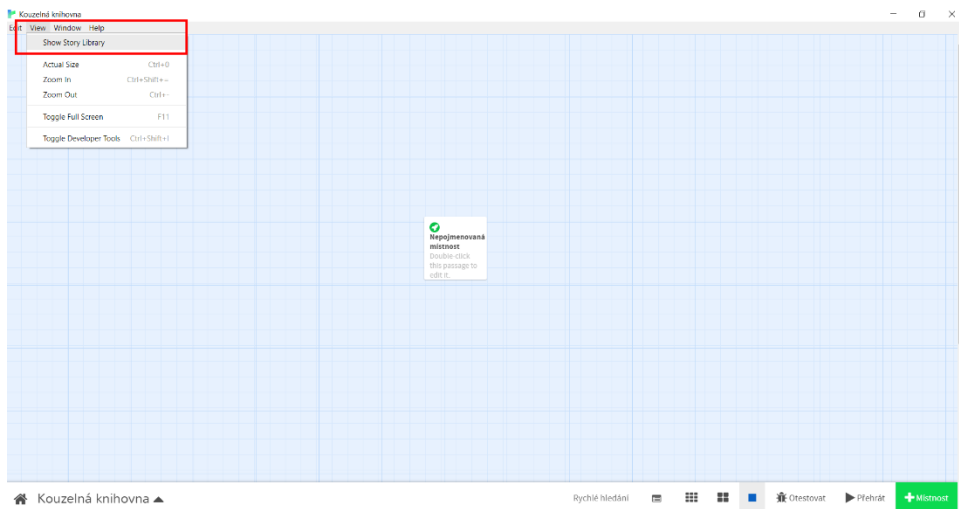 Kouzelná knihovna
Edit View Window Help
Show Story Library
Actual Size Ctrl+0
Zoom In Ctrl+Shift+=
Zoom Out Ctrl+-
Toggle Full Screen F11
Toggle Developer Tools Ctrl+Shift+I
Nepojmenovaná
místnost
Double-click
this passage to
edit it.
Kouzelná knihovna
Rychlé hledání
Otestovat
Přehrát
Místnost